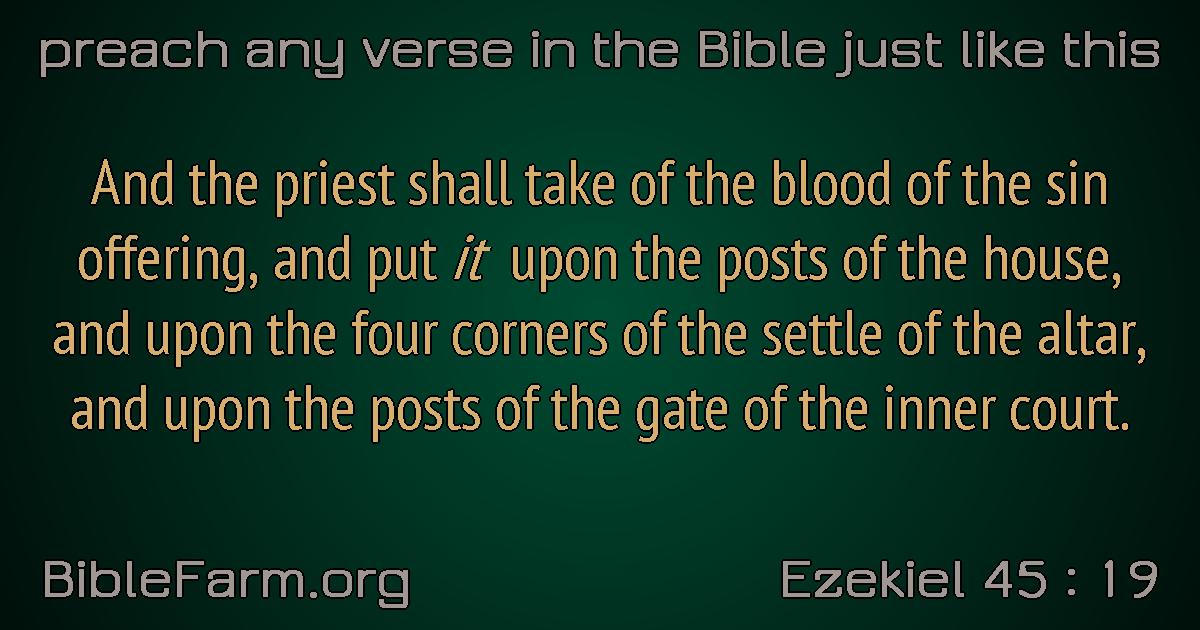 preach any verse in the Bible just like this
And the priest shall take of the blood of the sin
offering, and put it upon the posts of the house,
and upon the four corners of the settle of the altar,
and upon the posts of the gate of the inner court.
BibleFarm.org
Ezekiel 45 : 19